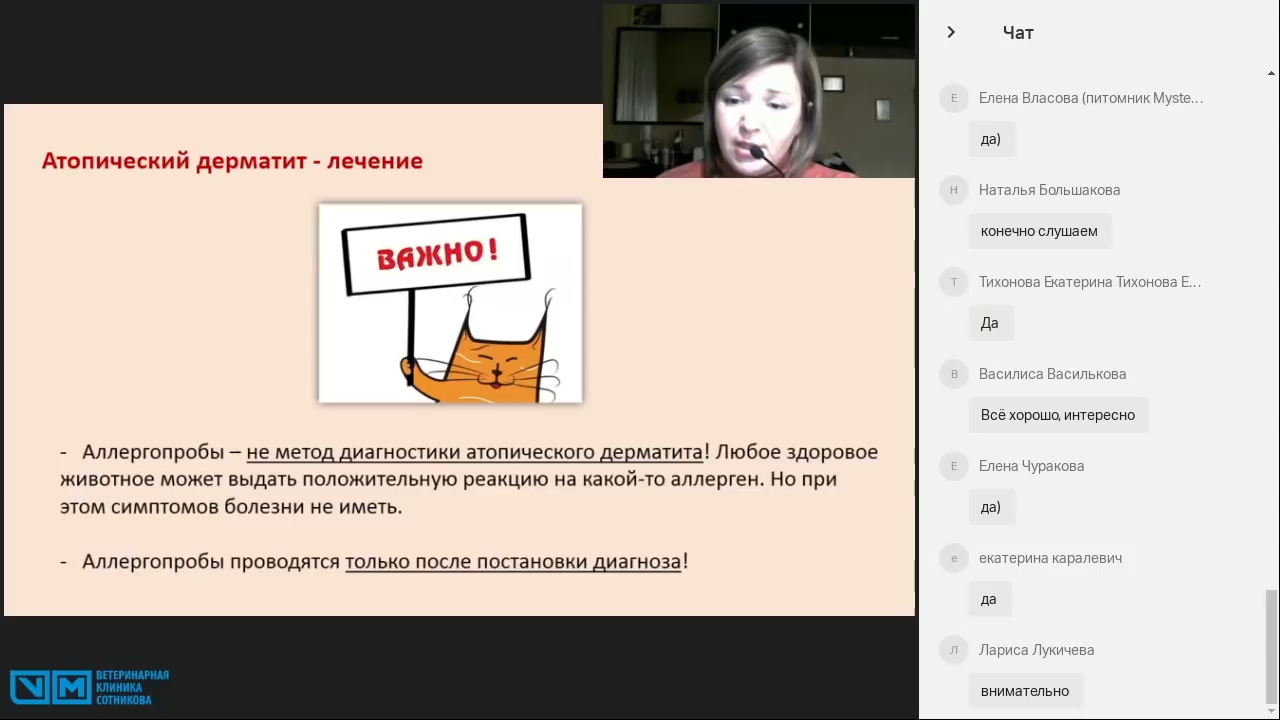 Атопический дерматит - лечение
ВАЖНО!
- Аллергопробы – не метод диагностики атопического дерматита! Любое здоровое
животное может выдать положительную реакцию на какой-то аллерген. Но при
этом симптомов болезни не иметь.
- Аллергопробы проводятся только после постановки диагноза!
VM
ВЕТЕРИНАРНАЯ
КЛИНИКА
СОТНИКОВА
Чат
Е
Елена Власова (питомник Myste...
да)
Н
Наталья Большакова
конечно слушаем
Т
Тихонова Екатерина Тихонова Е...
Да
В
Василиса Василькова
Всё хорошо, интересно
Е
Елена Чуракова
да)
е
екатерина каралевич
да
Л
Лариса Лукичева
внимательно